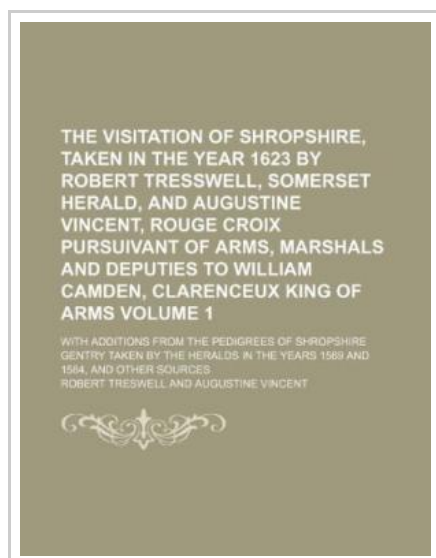 THE VISITATION OF SHROPSHIRE,
TAKEN IN THE YEAR 1623 BY
ROBERT TRESSWELL, SOMERSET
HERALD, AND AUGUSTINE
VINCENT, ROUGE CROIX
PURSUIVANT OF ARMS, MARSHALS
AND DEPUTIES TO WILLIAM
CAMDEN, CLARENCEUX KING OF
ARMS VOLUME 1
WITH ADDITIONS FROM THE PEDIGREES OF SHROPSHIRE
GENTRY TAKEN BY THE HERALDS IN THE YEARS 1569 AND
1584, AND OTHER SOURCES
ROBERT TRESWELL AND AUGUSTINE VINCENT